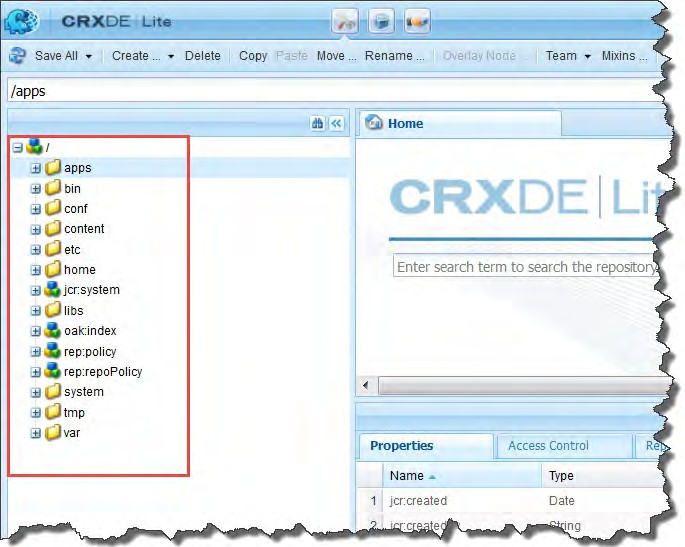 CRXDE | Lite
Save All Create ... Delete Copy Paste Move ... Rename ... Overlay Node ... Team Mixins ...
/apps
Home
/
apps
bin
conf
content
etc
home
jcr:system
libs
oak:index
rep:policy
rep:repoPolicy
system
tmp
var
CRXDE | Lit
Enter search term to search the repository
Properties Access Control Rep
Name Type
1 jcr:created Date
2 jcr:created String